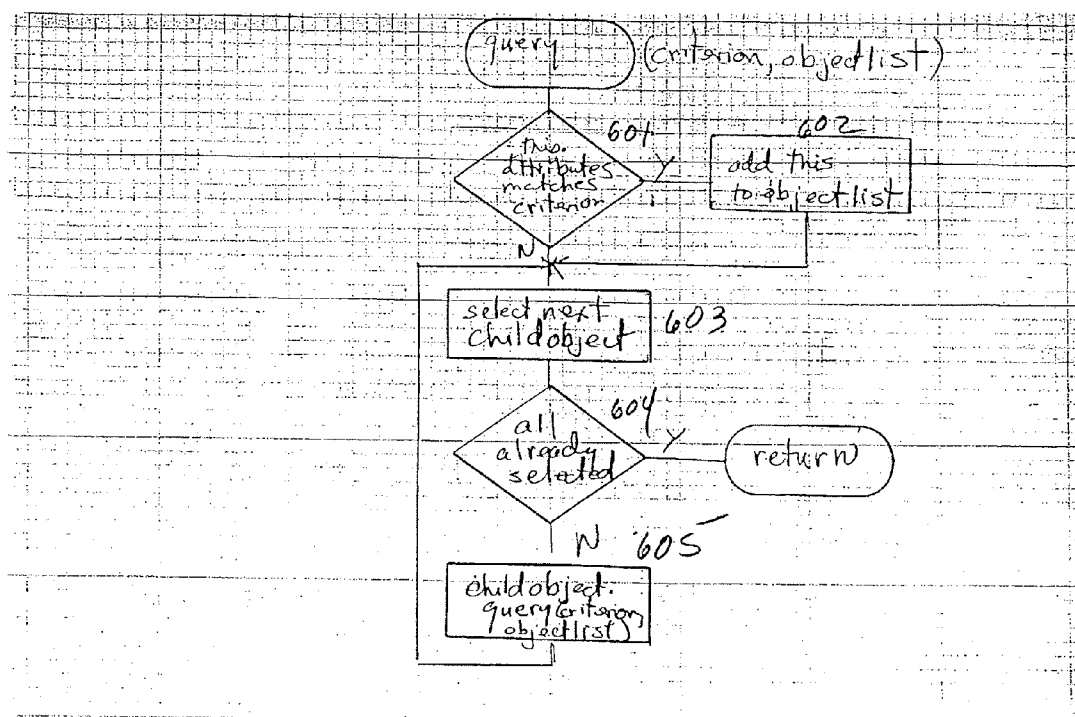 query (criterion, objectlist)
601
this.
attributes
matches
criterion
Y
602
add this
to objectlist
N
select next
childobject
603
604
all
already
selected
Y
return
N
605
childobject.
query(criterion,
objectlist)